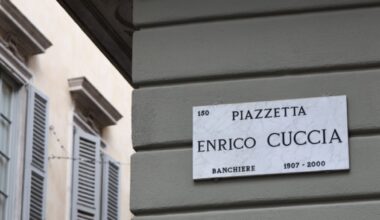 150
PIAZZETTA
ENRICO CUCCIA
BANCHIERE 1907 - 2000